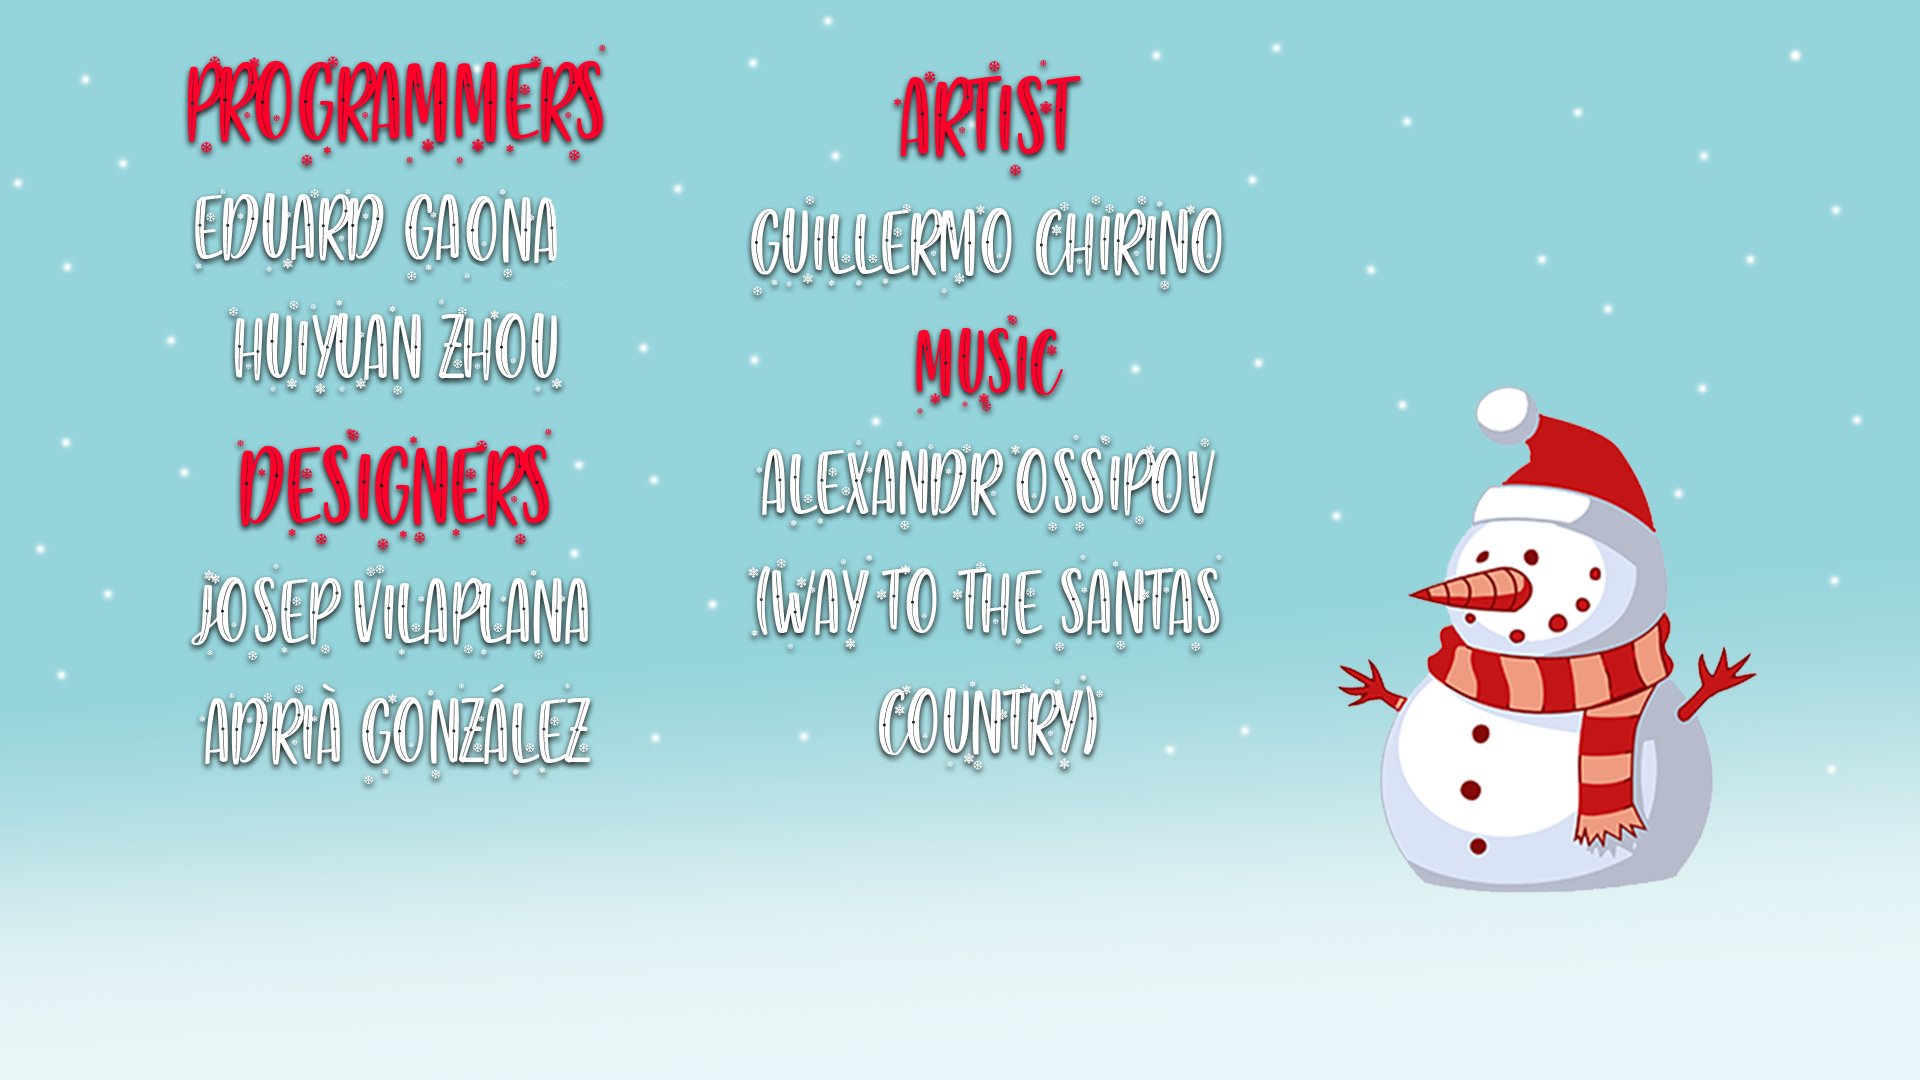 PROGRAMMERS
EDUARD GAONA
HUIYUAN ZHOU
DESIGNERS
JOSEP VILAPLANA
ADRIÀ GONZÁLEZ
ARTIST
GUILLERMO CHIRINO
MUSIC
ALEXANDR OSSIPOV
(WAY TO THE SANTAS
COUNTRY)